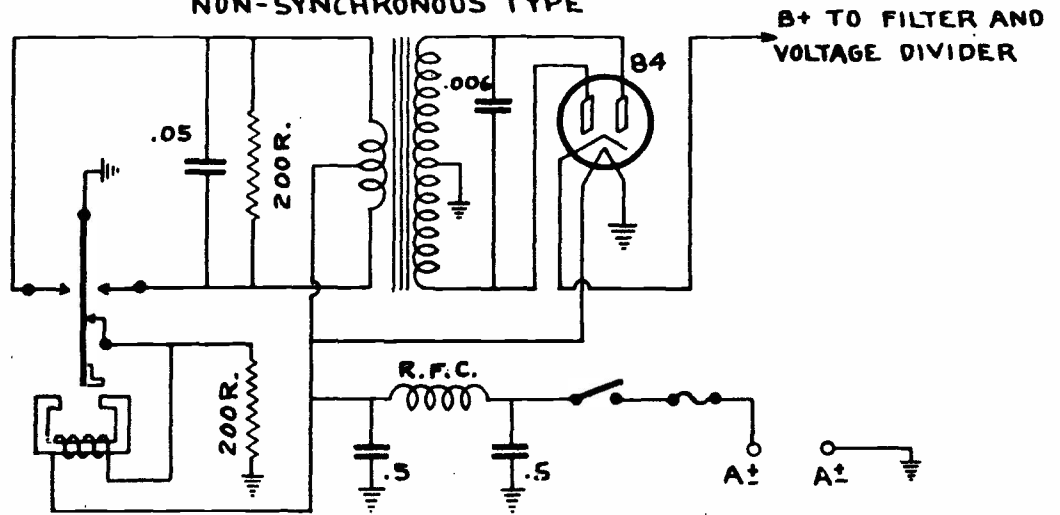 NON-SYNCHRONOUS TYPE
B+ TO FILTER AND
VOLTAGE DIVIDER
84
.006
.05
200R.
R.F.C.
200R.
.5
.5
A±
A±